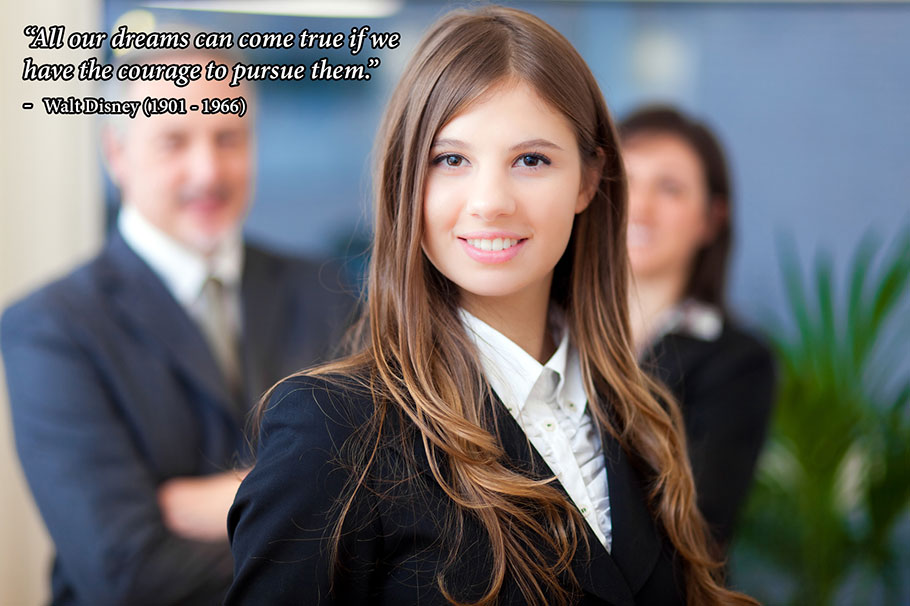 “All our dreams can come true if we
have the courage to pursue them.”
- Walt Disney (1901 - 1966)